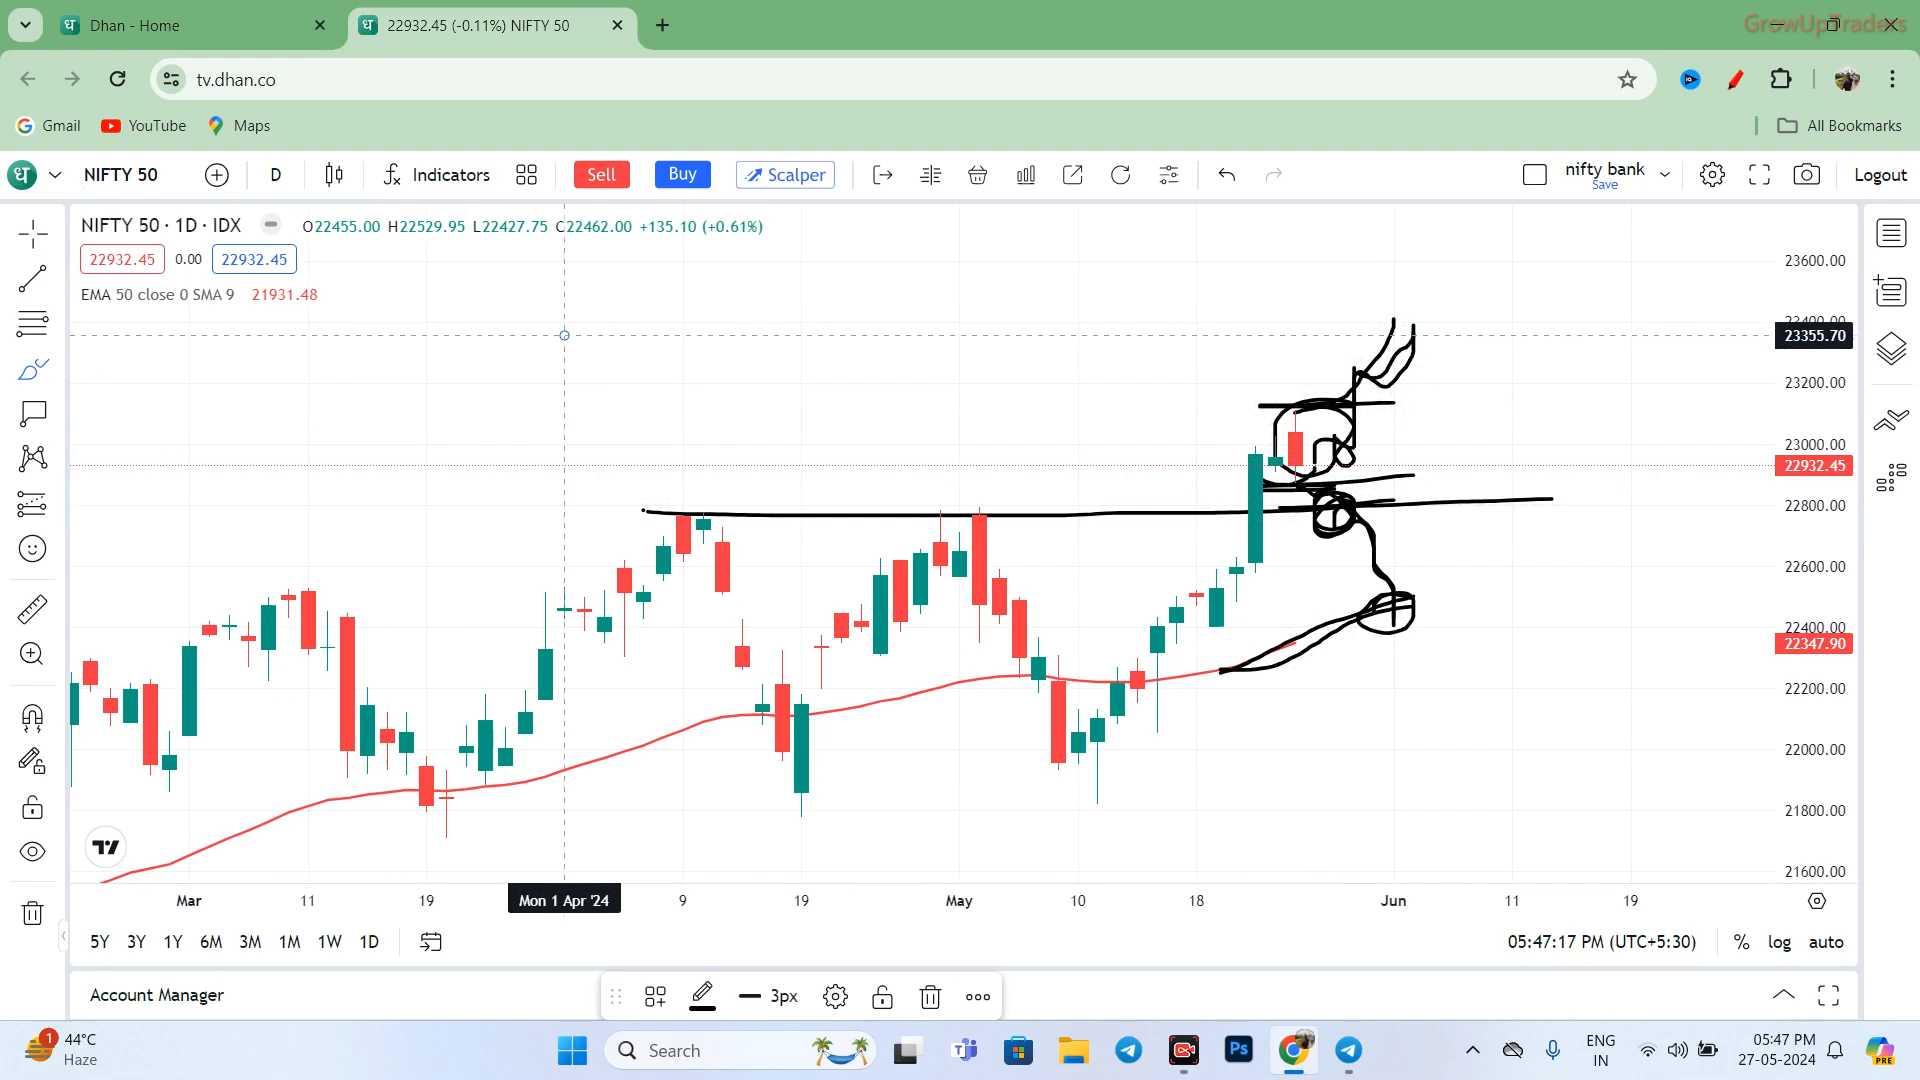 Dhan - Home
22932.45 (-0.11%) NIFTY 50
GrowUpTraders
tv.dhan.co
Gmail
YouTube
Maps
All Bookmarks
ध
NIFTY 50
D
Indicators
Sell
Buy
Scalper
nifty bank
Save
Logout
NIFTY 50 · 1D · IDX
O22455.00 H22529.95 L22427.75 C22462.00 +135.10 (+0.61%)
22932.45
0.00
22932.45
EMA 50 close 0 SMA 9 21931.48
23600.00
23400.00
23355.70
23200.00
23000.00
22932.45
22800.00
22600.00
22400.00
22347.90
22200.00
22000.00
21800.00
21600.00
Mar
11
19
Mon 1 Apr '24
9
19
May
10
18
Jun
11
19
5Y 3Y 1Y 6M 3M 1M 1W 1D
05:47:17 PM (UTC+5:30)
% log auto
Account Manager
3px
1
44°C
Haze
Search
Ps
ENG
IN
05:47 PM
27-05-2024
PRE